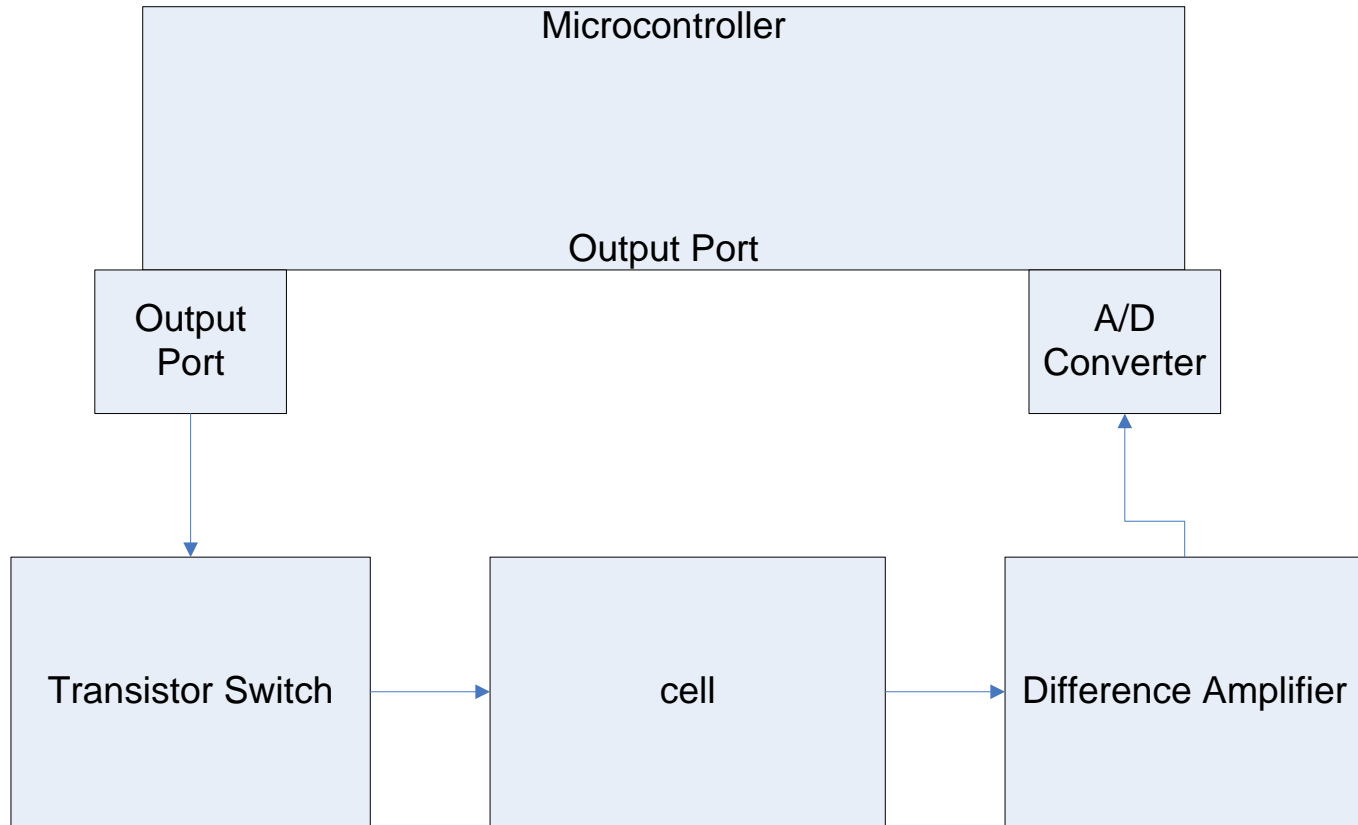 Microcontroller
Output Port
Output
Port
A/D
Converter
Transistor Switch
cell
Difference Amplifier